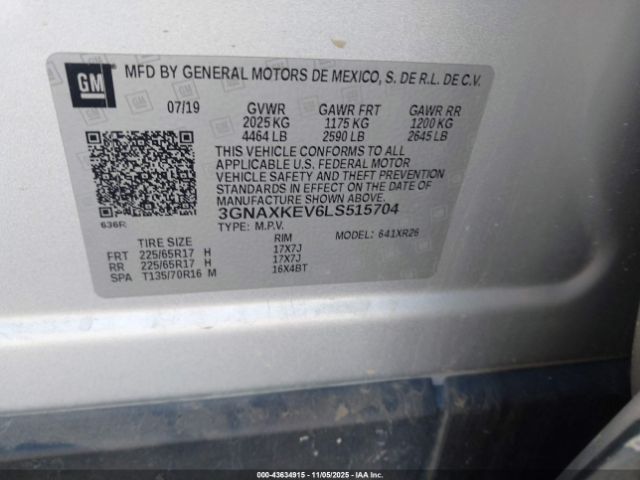 GM MFD BY GENERAL MOTORS DE MEXICO, S. DE R.L. DE C.V.
07/19 GVWR GAWR FRT GAWR RR
2025 KG 1175 KG 1200 KG
4464 LB 2590 LB 2645 LB
THIS VEHICLE CONFORMS TO ALL
APPLICABLE U.S. FEDERAL MOTOR
VEHICLE SAFETY AND THEFT PREVENTION
STANDARDS IN EFFECT ON THE DATE OF
MANUFACTURE SHOWN ABOVE.
3GNAXKEV6LS515704
636R TYPE: M.P.V. MODEL: 641XR26
TIRE SIZE RIM
FRT 225/65R17 H 17X7J
RR 225/65R17 H 17X7J
SPA T135/70R16 M 16X4BT
00-43634915 - 11/05/2025 - IAA Inc.